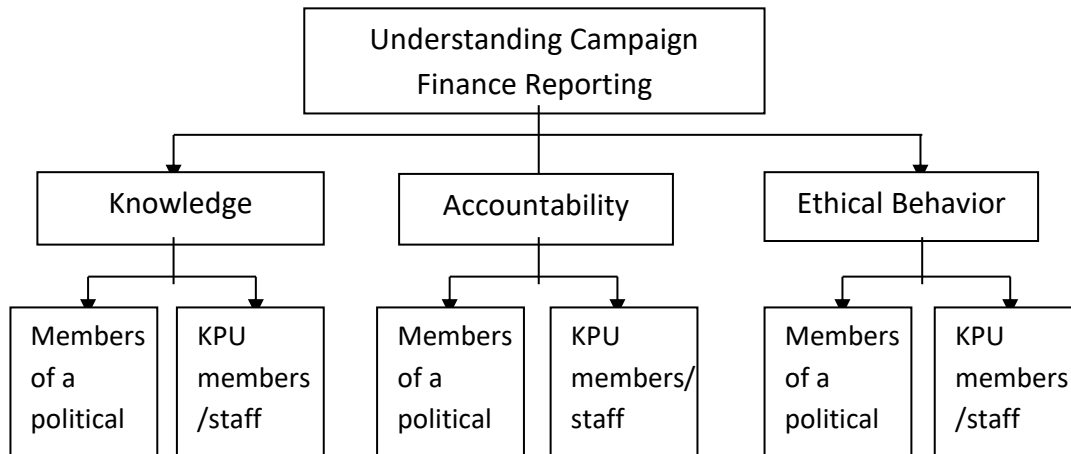 Understanding Campaign
Finance Reporting
Knowledge
Accountability
Ethical Behavior
Members
of a
political
KPU
members
/staff
Members
of a
political
KPU
members/
staff
Members
of a
political
KPU
members
/staff